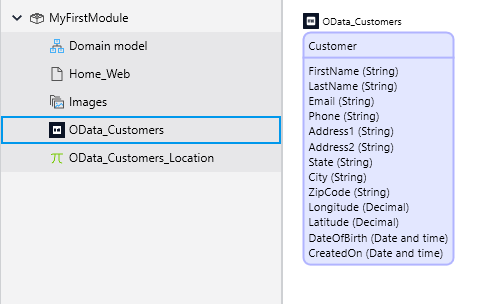 MyFirstModule
Domain model
Home_Web
Images
OData_Customers
OData_Customers_Location
OData_Customers
Customer
FirstName (String)
LastName (String)
Email (String)
Phone (String)
Address1 (String)
Address2 (String)
State (String)
City (String)
ZipCode (String)
Longitude (Decimal)
Latitude (Decimal)
DateOfBirth (Date and time)
CreatedOn (Date and time)